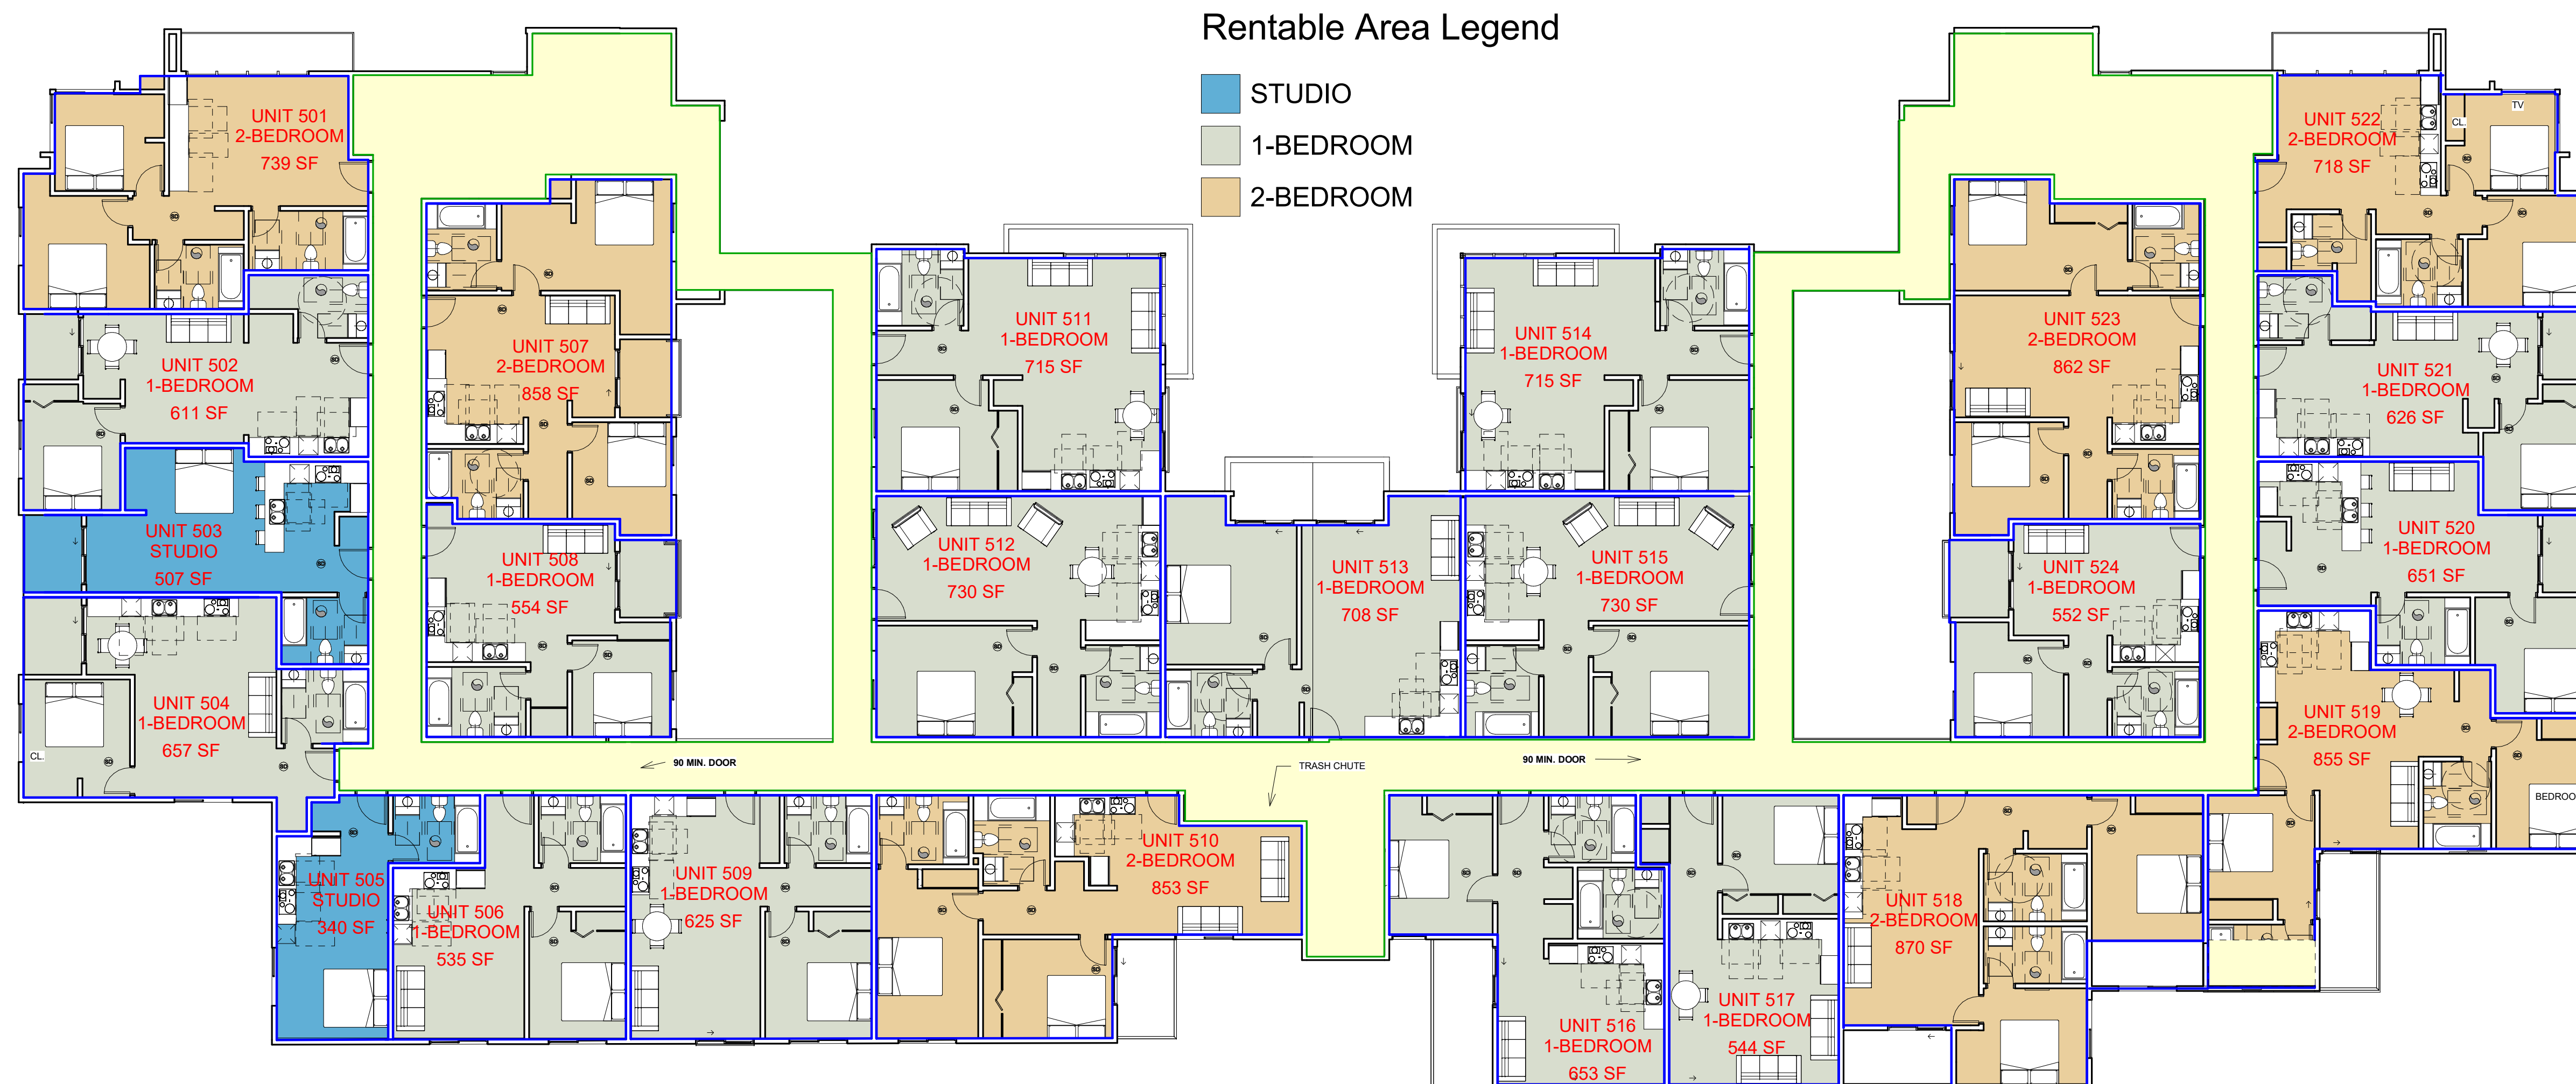 Rentable Area Legend
STUDIO
1-BEDROOM
2-BEDROOM
UNIT 501
2-BEDROOM
739 SF
UNIT 502
1-BEDROOM
611 SF
UNIT 503
STUDIO
507 SF
UNIT 504
1-BEDROOM
657 SF
CL.
UNIT 505
STUDIO
340 SF
UNIT 506
1-BEDROOM
535 SF
UNIT 507
2-BEDROOM
858 SF
UNIT 508
1-BEDROOM
554 SF
UNIT 509
1-BEDROOM
625 SF
UNIT 510
2-BEDROOM
853 SF
UNIT 511
1-BEDROOM
715 SF
UNIT 512
1-BEDROOM
730 SF
UNIT 513
1-BEDROOM
708 SF
UNIT 514
1-BEDROOM
715 SF
UNIT 515
1-BEDROOM
730 SF
90 MIN. DOOR
TRASH CHUTE
90 MIN. DOOR
UNIT 516
1-BEDROOM
653 SF
UNIT 517
1-BEDROOM
544 SF
UNIT 518
2-BEDROOM
870 SF
UNIT 519
2-BEDROOM
855 SF
BEDROO
UNIT 520
1-BEDROOM
651 SF
UNIT 521
1-BEDROOM
626 SF
UNIT 522
2-BEDROOM
718 SF
CL.
TV
UNIT 523
2-BEDROOM
862 SF
UNIT 524
1-BEDROOM
552 SF